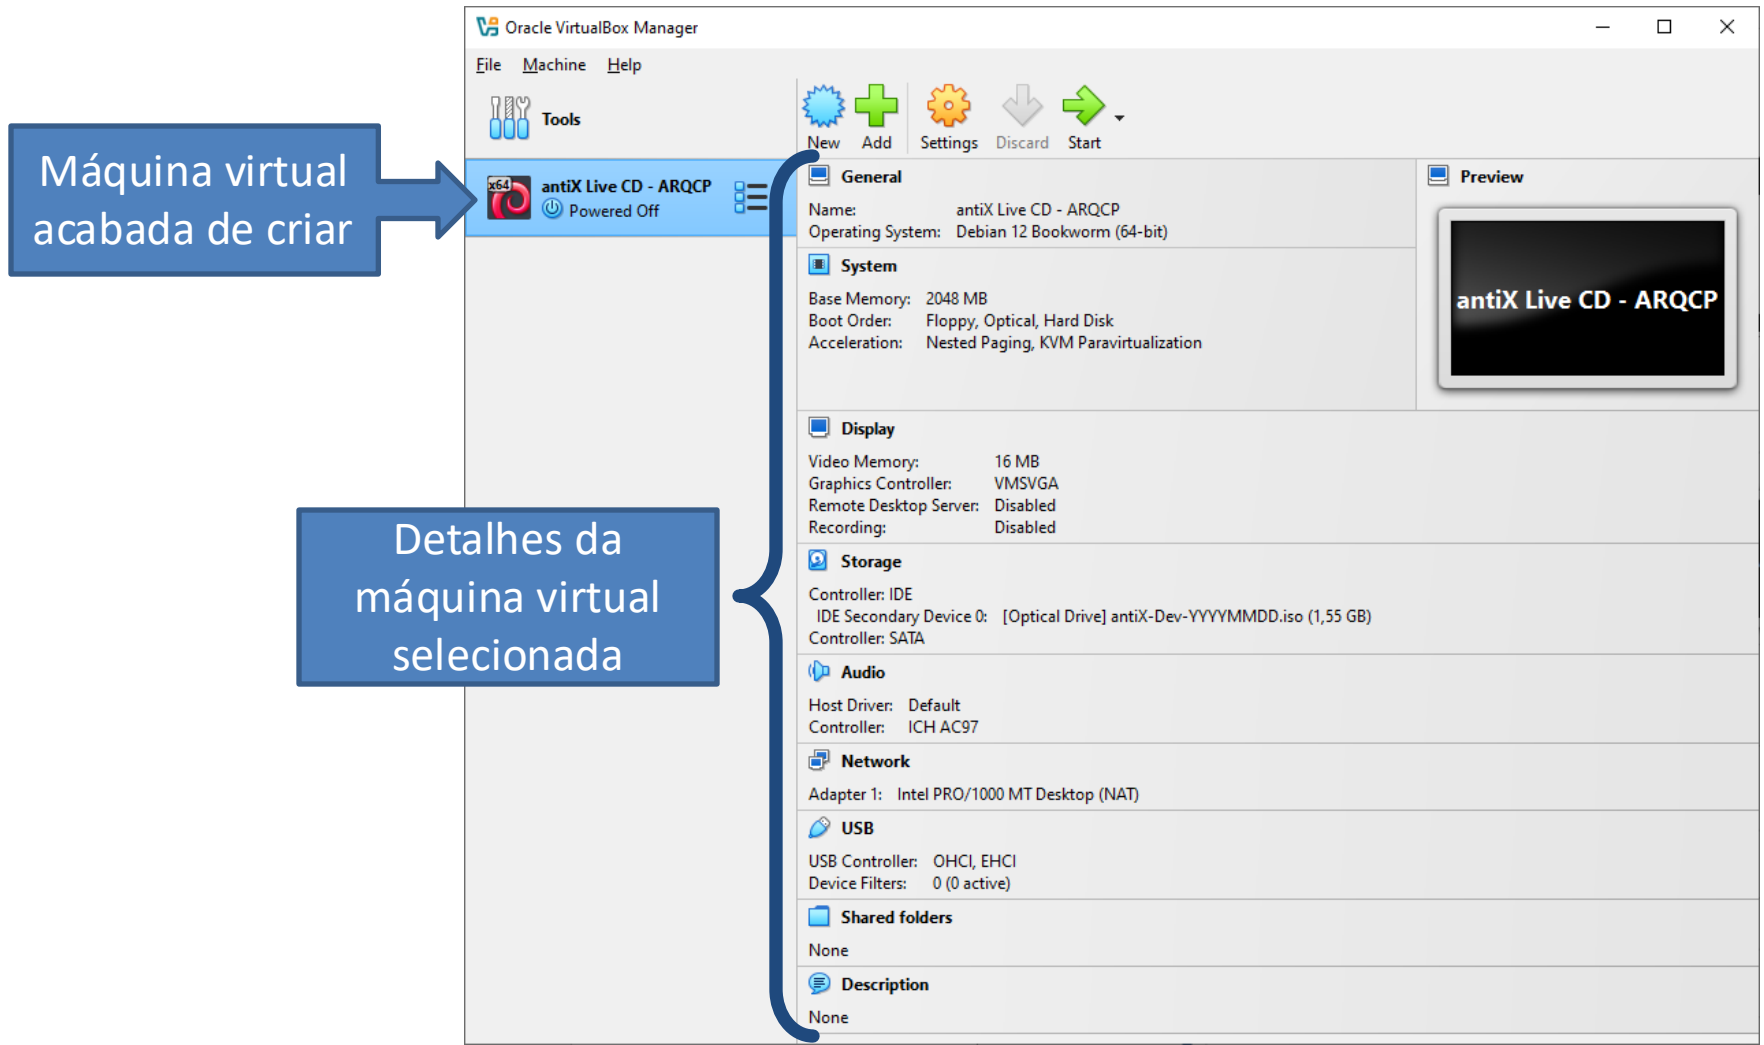 Oracle VirtualBox Manager
File Machine Help
Tools
New Add Settings Discard Start
Máquina virtual
acabada de criar
x64
antiX Live CD - ARQCP
Powered Off
General
Name: antiX Live CD - ARQCP
Operating System: Debian 12 Bookworm (64-bit)
System
Base Memory: 2048 MB
Boot Order: Floppy, Optical, Hard Disk
Acceleration: Nested Paging, KVM Paravirtualization
Preview
antiX Live CD - ARQCP
Display
Video Memory: 16 MB
Graphics Controller: VMSVGA
Remote Desktop Server: Disabled
Recording: Disabled
Detalhes da
máquina virtual
selecionada
Storage
Controller: IDE
IDE Secondary Device 0: [Optical Drive] antiX-Dev-YYYYMMDD.iso (1,55 GB)
Controller: SATA
Audio
Host Driver: Default
Controller: ICH AC97
Network
Adapter 1: Intel PRO/1000 MT Desktop (NAT)
USB
USB Controller: OHCI, EHCI
Device Filters: 0 (0 active)
Shared folders
None
Description
None